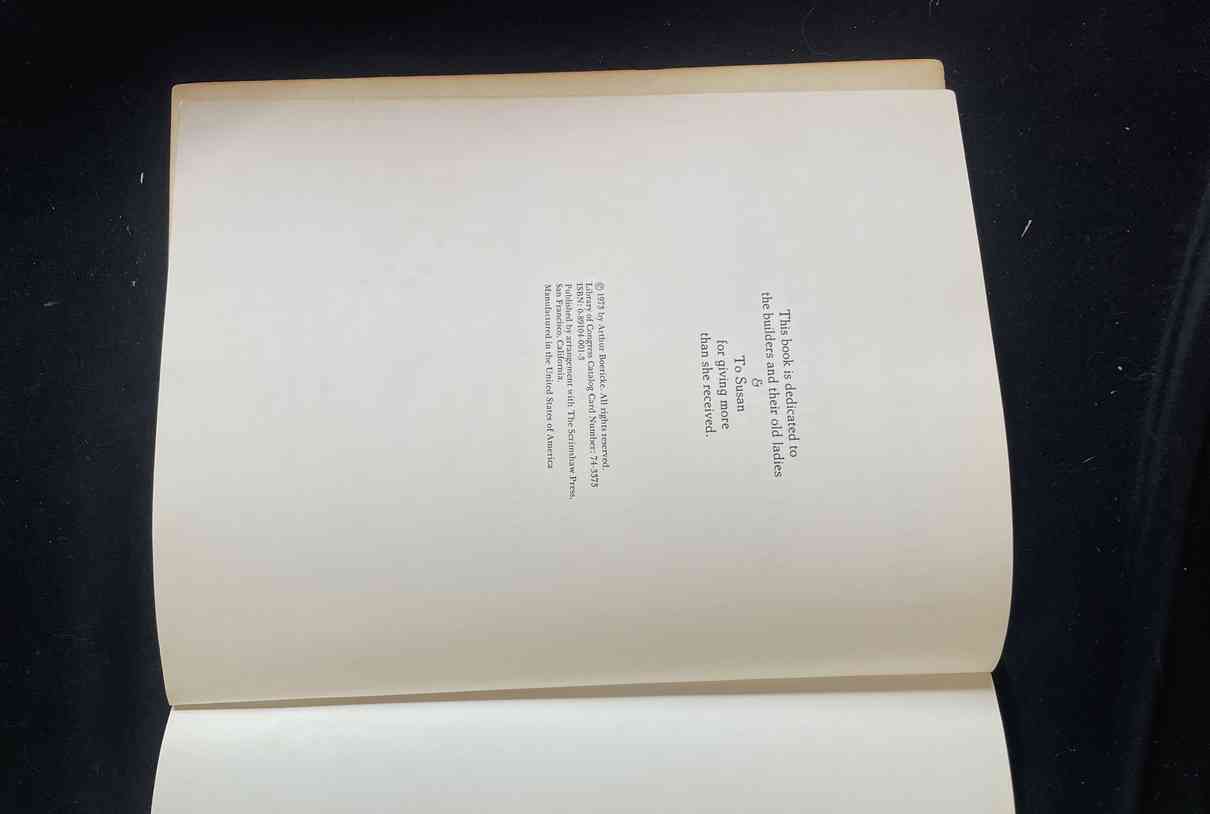 This book is dedicated to
the builders and their old ladies
&
To Susan
for giving more
than she received.
© 1973 by Arthur Boericke. All rights reserved.
Library of Congress Catalog Card Number: 74-3373
ISBN: 0-89104-001-3
Published by arrangement with The Scrimshaw Press,
San Francisco, California.
Manufactured in the United States of America